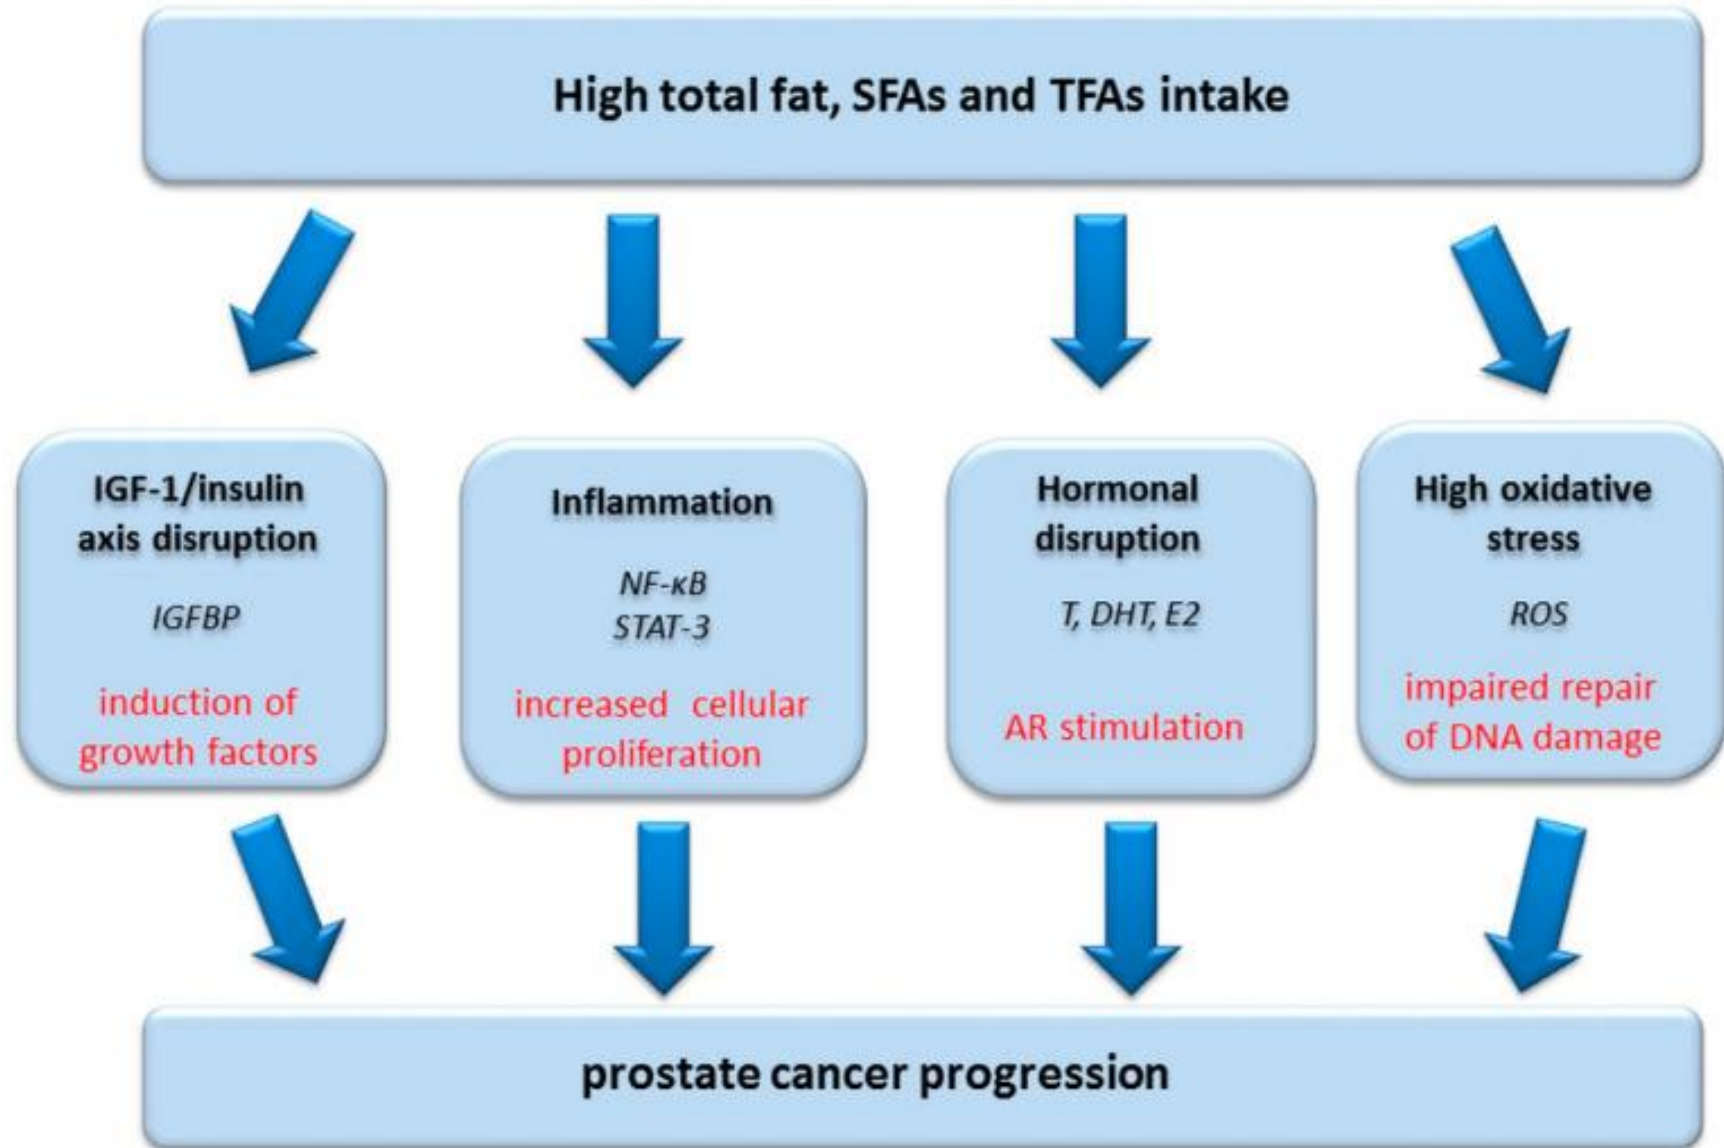 High total fat, SFAs and TFAs intake
IGF-1/insulin
axis disruption
IGFBP
induction of
growth factors
Inflammation
NF-κB
STAT-3
increased cellular
proliferation
Hormonal
disruption
T, DHT, E2
AR stimulation
High oxidative
stress
ROS
impaired repair
of DNA damage
prostate cancer progression